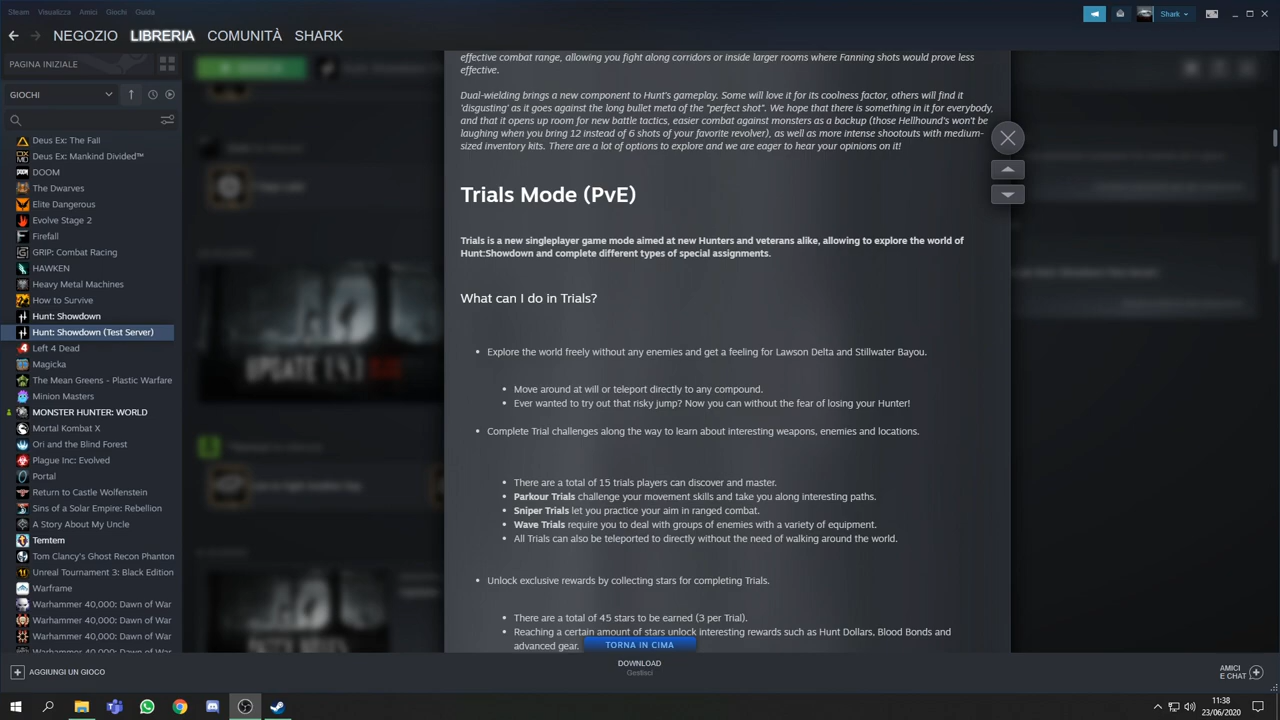 Steam Visualizza Amici Giochi Guida
Shark
NEGOZIO LIBRERIA COMUNITÀ SHARK
PAGINA INIZIALE
GIOCHI
Deus Ex: The Fall
Deus Ex: Mankind Divided™
DOOM
The Dwarves
Elite Dangerous
Evolve Stage 2
Firefall
GRIP: Combat Racing
HAWKEN
Heavy Metal Machines
How to Survive
Hunt: Showdown
Hunt: Showdown (Test Server)
Left 4 Dead
Magicka
The Mean Greens - Plastic Warfare
Minion Masters
MONSTER HUNTER: WORLD
Mortal Kombat X
Ori and the Blind Forest
Plague Inc: Evolved
Portal
Return to Castle Wolfenstein
Sins of a Solar Empire: Rebellion
A Story About My Uncle
Temtem
Tom Clancy's Ghost Recon Phanton
Unreal Tournament 3: Black Edition
Warframe
Warhammer 40,000: Dawn of War
Warhammer 40,000: Dawn of War
Warhammer 40,000: Dawn of War
effective combat range, allowing you fight along corridors or inside larger rooms where Fanning shots would prove less
effective.
Dual-wielding brings a new component to Hunt's gameplay. Some will love it for its coolness factor, others will find it
'disgusting' as it goes against the long bullet meta of the "perfect shot". We hope that there is something in it for everybody,
and that it opens up room for new battle tactics, easier combat against monsters as a backup (those Hellhound's won't be
laughing when you bring 12 instead of 6 shots of your favorite revolver), as well as more intense shootouts with medium-
sized inventory kits. There are a lot of options to explore and we are eager to hear your opinions on it!
Trials Mode (PvE)
Trials is a new singleplayer game mode aimed at new Hunters and veterans alike, allowing to explore the world of
Hunt:Showdown and complete different types of special assignments.
What can I do in Trials?
• Explore the world freely without any enemies and get a feeling for Lawson Delta and Stillwater Bayou.
• Move around at will or teleport directly to any compound.
• Ever wanted to try out that risky jump? Now you can without the fear of losing your Hunter!
• Complete Trial challenges along the way to learn about interesting weapons, enemies and locations.
• There are a total of 15 trials players can discover and master.
• Parkour Trials challenge your movement skills and take you along interesting paths.
• Sniper Trials let you practice your aim in ranged combat.
• Wave Trials require you to deal with groups of enemies with a variety of equipment.
• All Trials can also be teleported to directly without the need of walking around the world.
• Unlock exclusive rewards by collecting stars for completing Trials.
• There are a total of 45 stars to be earned (3 per Trial).
• Reaching a certain amount of stars unlock interesting rewards such as Hunt Dollars, Blood Bonds and
advanced gear.
TORNA IN CIMA
UPDATE 1.4.1
AGGIUNGI UN GIOCO
DOWNLOAD
Gestisci
AMICI
E CHAT
11:38
23/06/2020